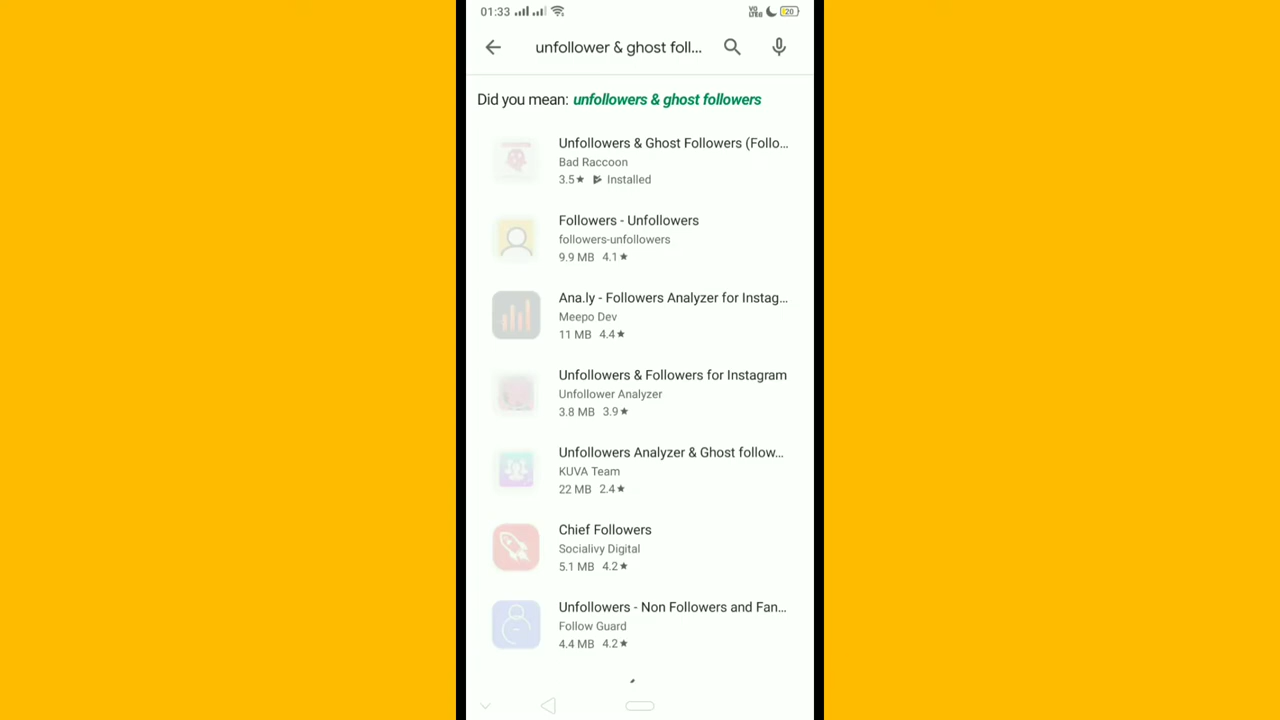 01:33
VO LTEG
20
unfollower & ghost foll...
Did you mean: unfollowers & ghost followers
Unfollowers & Ghost Followers (Follo...
Bad Raccoon
3.5★ Installed
Followers - Unfollowers
followers-unfollowers
9.9 MB 4.1★
Ana.ly - Followers Analyzer for Instag...
Meepo Dev
11 MB 4.4★
Unfollowers & Followers for Instagram
Unfollower Analyzer
3.8 MB 3.9★
Unfollowers Analyzer & Ghost follow...
KUVA Team
22 MB 2.4★
Chief Followers
Socialivy Digital
5.1 MB 4.2★
Unfollowers - Non Followers and Fan...
Follow Guard
4.4 MB 4.2★